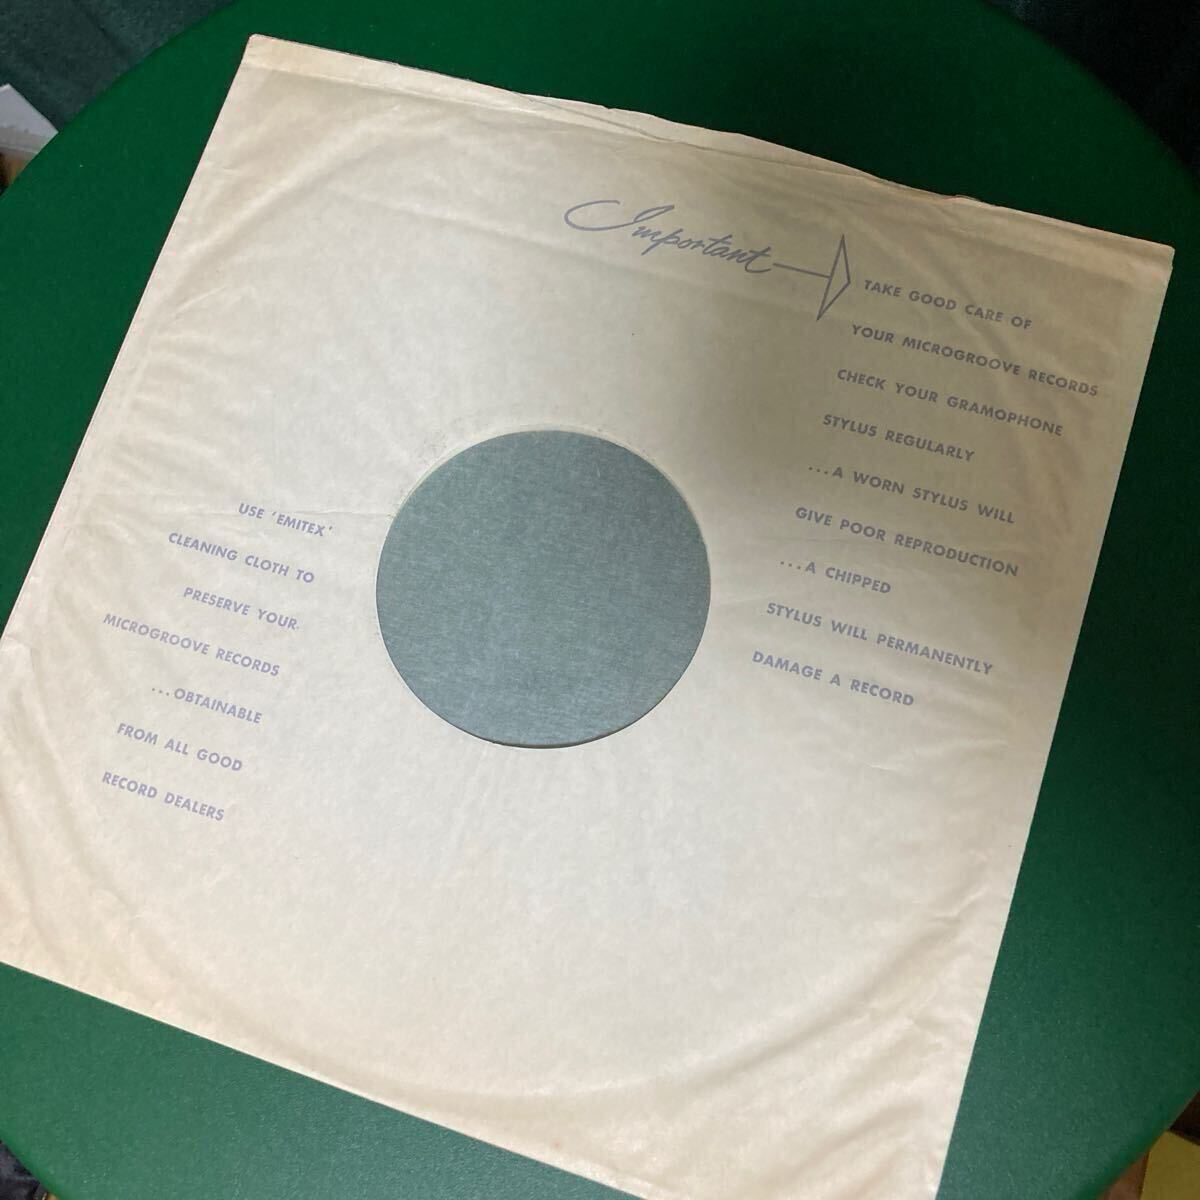 Important
TAKE GOOD CARE OF
YOUR MICROGROOVE RECORDS
CHECK YOUR GRAMOPHONE
STYLUS REGULARLY
...A WORN STYLUS WILL
GIVE POOR REPRODUCTION
...A CHIPPED
STYLUS WILL PERMANENTLY
DAMAGE A RECORD
USE 'EMITEX'
CLEANING CLOTH TO
PRESERVE YOUR
MICROGROOVE RECORDS
...OBTAINABLE
FROM ALL GOOD
RECORD DEALERS